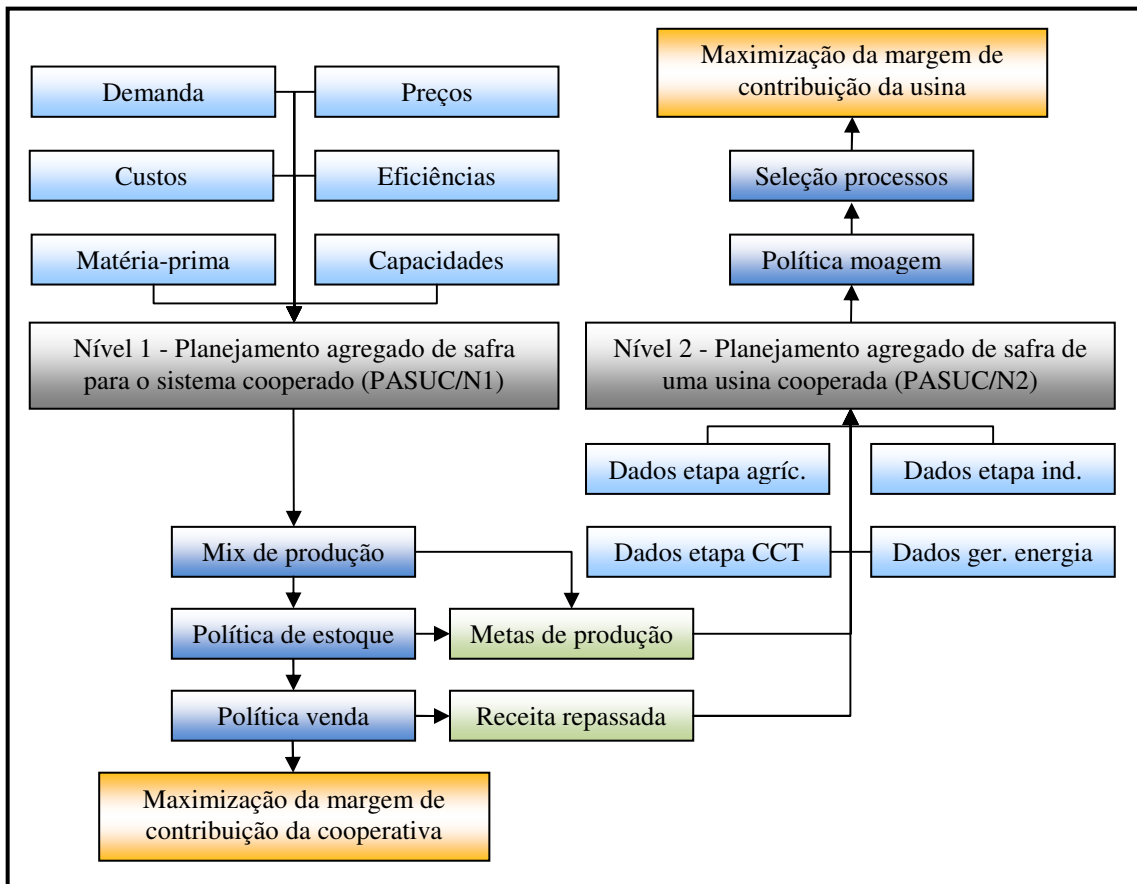 Demanda
Preços
Custos
Eficiências
Matéria-prima
Capacidades
Nível 1 - Planejamento agregado de safra
para o sistema cooperado (PASUC/N1)
Mix de produção
Política de estoque
Metas de produção
Política venda
Receita repassada
Maximização da margem de
contribuição da cooperativa
Maximização da margem de
contribuição da usina
Seleção processos
Política moagem
Nível 2 - Planejamento agregado de safra de
uma usina cooperada (PASUC/N2)
Dados etapa agríc.
Dados etapa ind.
Dados etapa CCT
Dados ger. energia